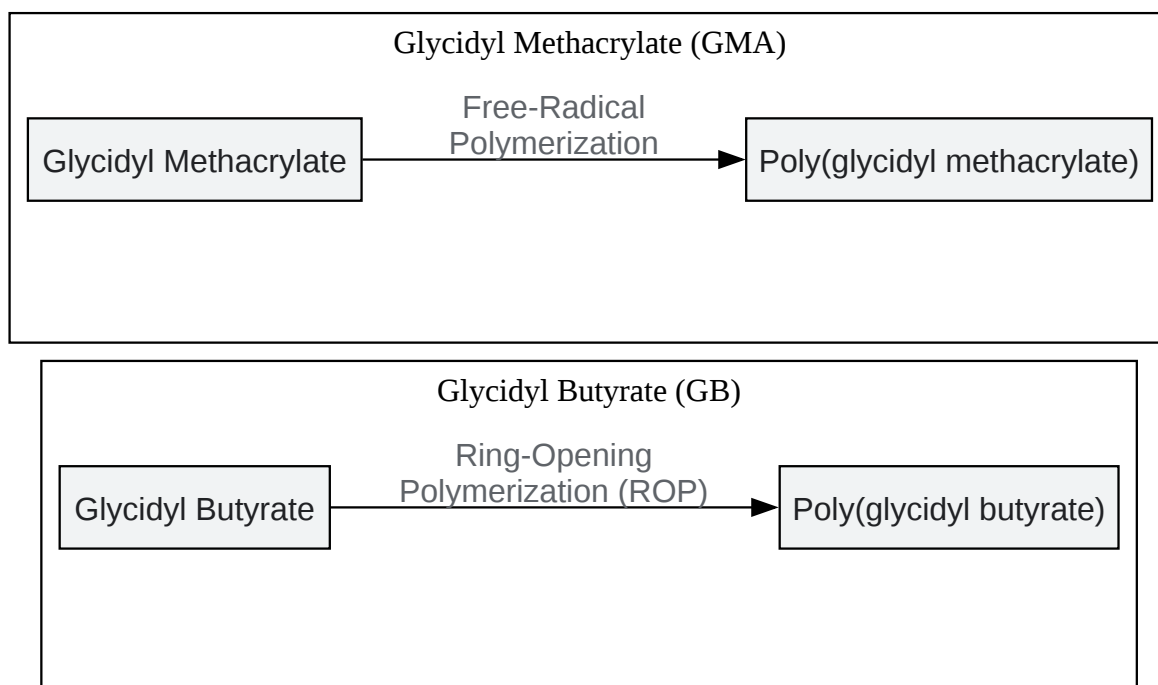 Glycidyl Methacrylate (GMA)
Free-Radical
Polymerization
Glycidyl Methacrylate
Poly(glycidyl methacrylate)
Glycidyl Butyrate (GB)
Ring-Opening
Polymerization (ROP)
Glycidyl Butyrate
Poly(glycidyl butyrate)